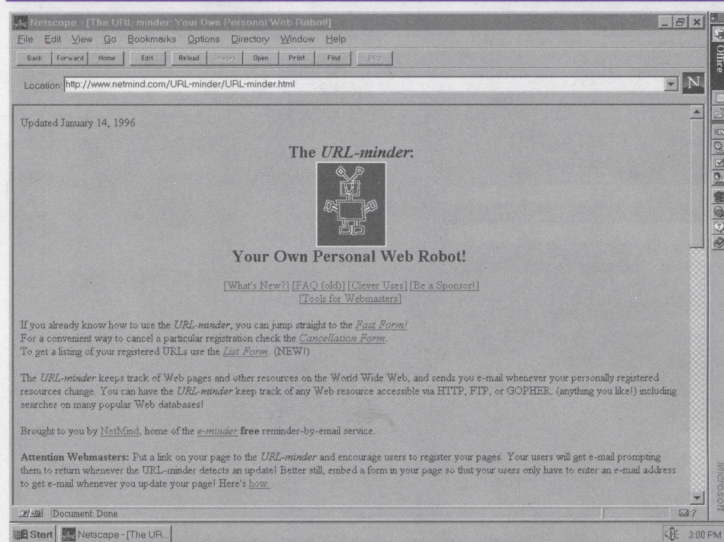 Netscape - [The URL-minder: Your Own Personal Web Robot!]
File Edit View Go Bookmarks Options Directory Window Help
Back Forward Home Edit Reload Images Open Print Find Stop
Location: http://www.netmind.com/URL-minder/URL-minder.html
N
Office
Updated January 14, 1996
The URL-minder:
Your Own Personal Web Robot!
[What's New?] [FAQ (old)] [Clever Uses] [Be a Sponsor!]
[Tools for Webmasters]
If you already know how to use the URL-minder, you can jump straight to the Fast Form!
For a convenient way to cancel a particular registration check the Cancellation Form.
To get a listing of your registered URLs use the List Form. (NEW!)
The URL-minder keeps track of Web pages and other resources on the World Wide Web, and sends you e-mail whenever your personally registered
resources change. You can have the URL-minder keep track of any Web resource accessible via HTTP, FTP, or GOPHER, (anything you like!) including
searches on many popular Web databases!
Brought to you by NetMind, home of the e-minder free reminder-by-email service.
Attention Webmasters: Put a link on your page to the URL-minder and encourage users to register your pages. Your users will get e-mail prompting
them to return whenever the URL-minder detects an update! Better still, embed a form in your page so that your users only have to enter an e-mail address
to get e-mail whenever you update your page! Here's how.
Document: Done
Microsoft
Start Netscape - [The UR... 3:00 PM